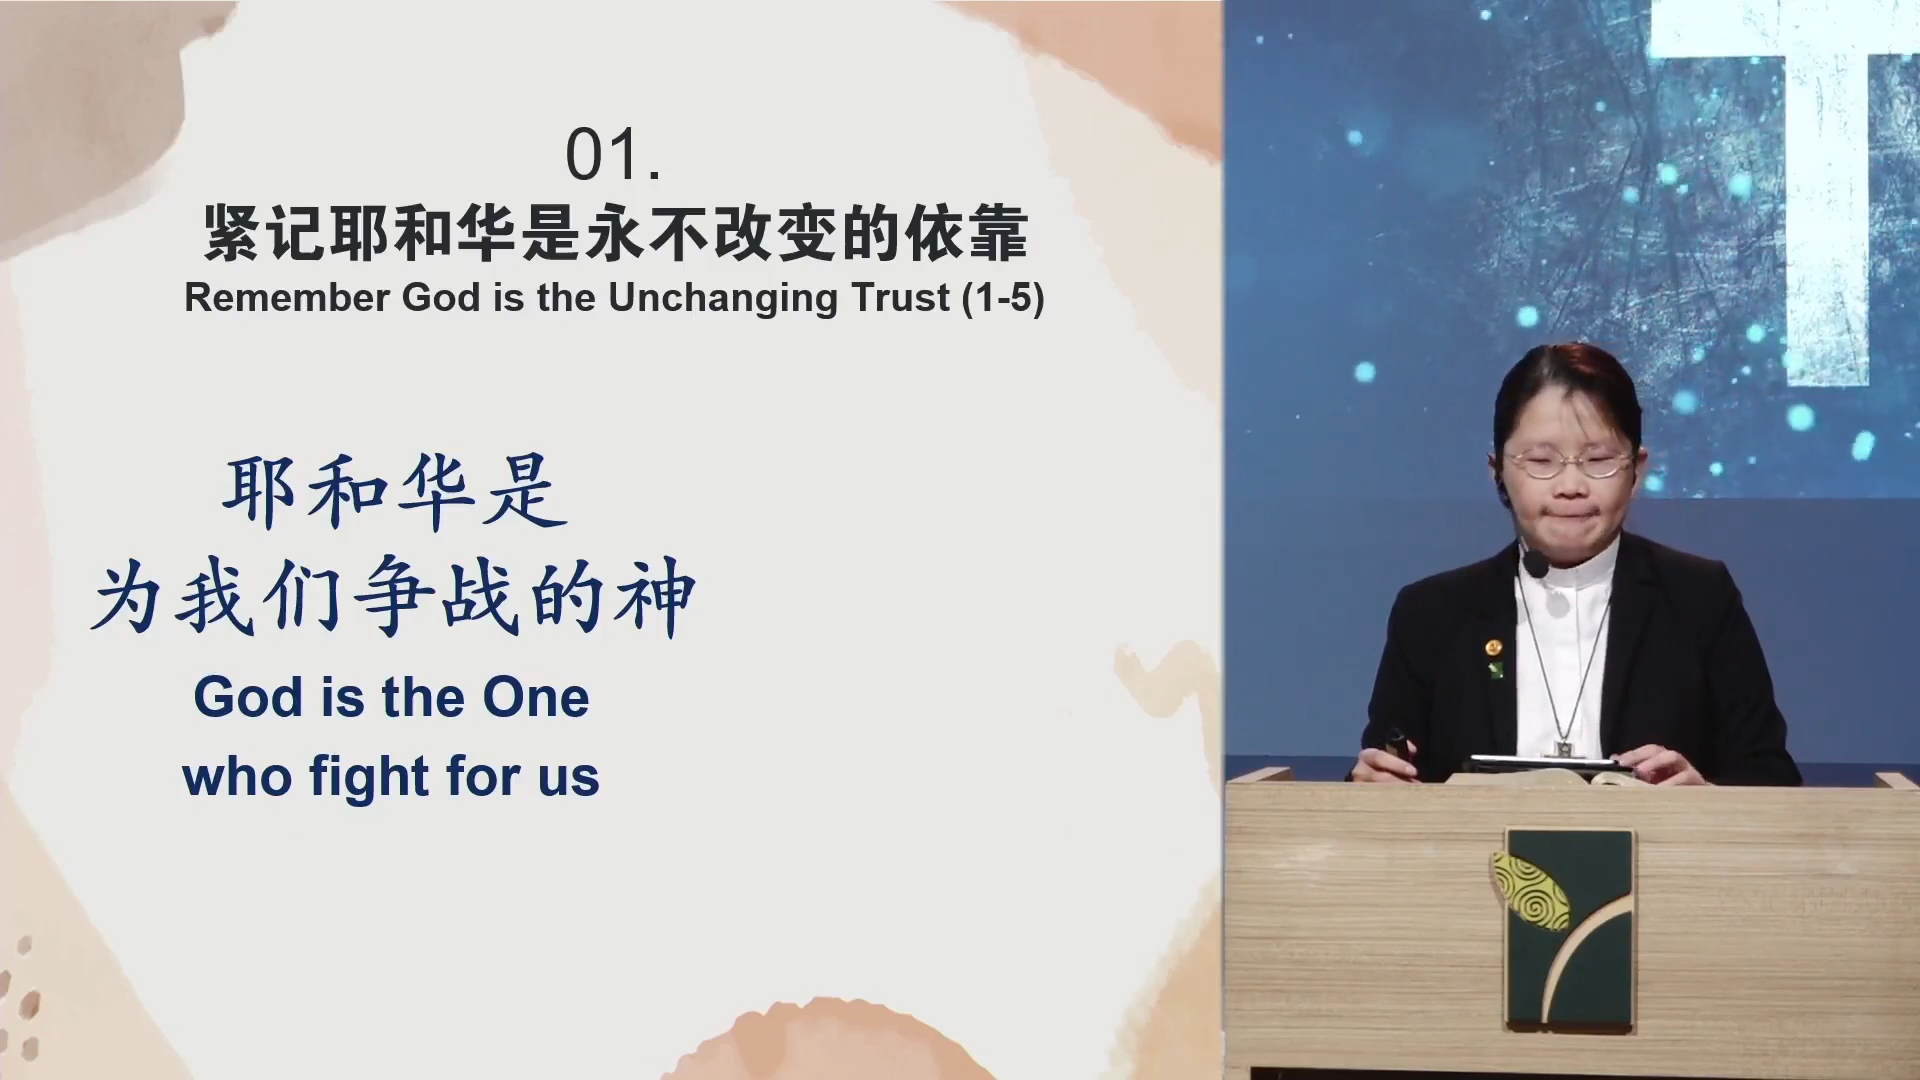 01.
紧记耶和华是永不改变的依靠
Remember God is the Unchanging Trust (1-5)
耶和华是
为我们争战的神
God is the One
who fight for us
T